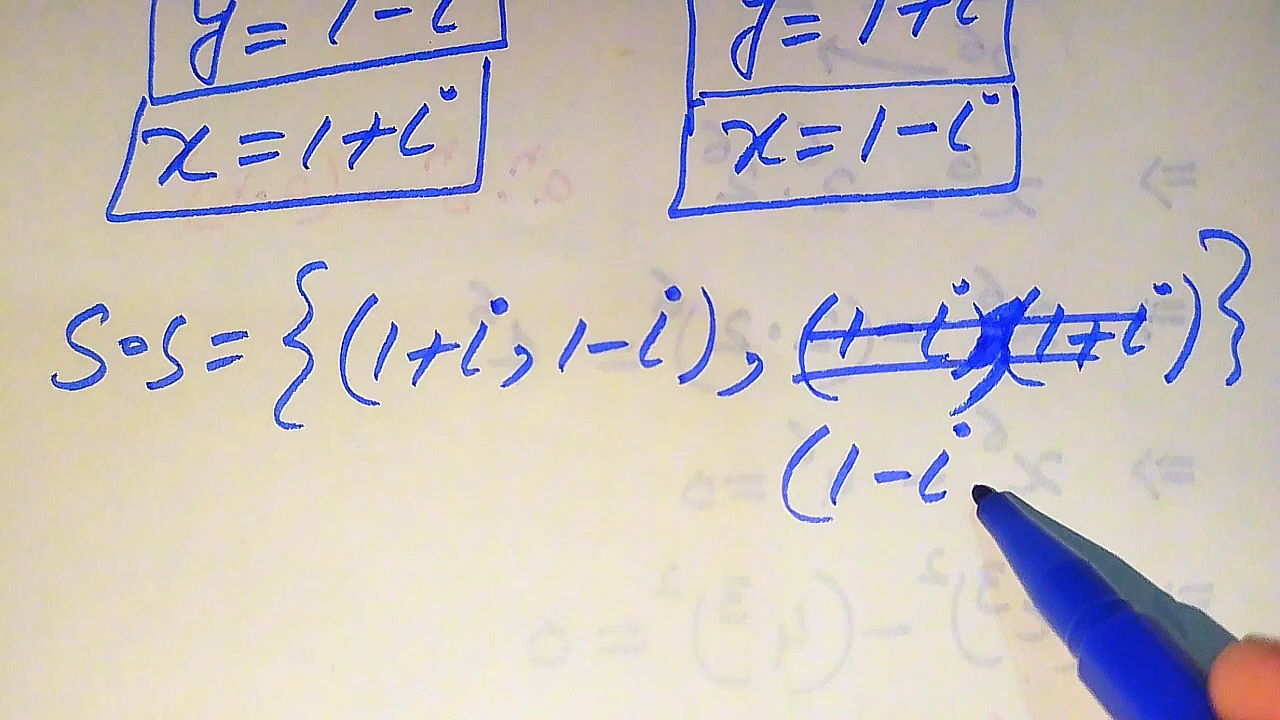 y = 1-i y = 1+i
x = 1+i x = 1-i
S.S = {(1+i, 1-i), (1-i)(1+i)}
(1-i